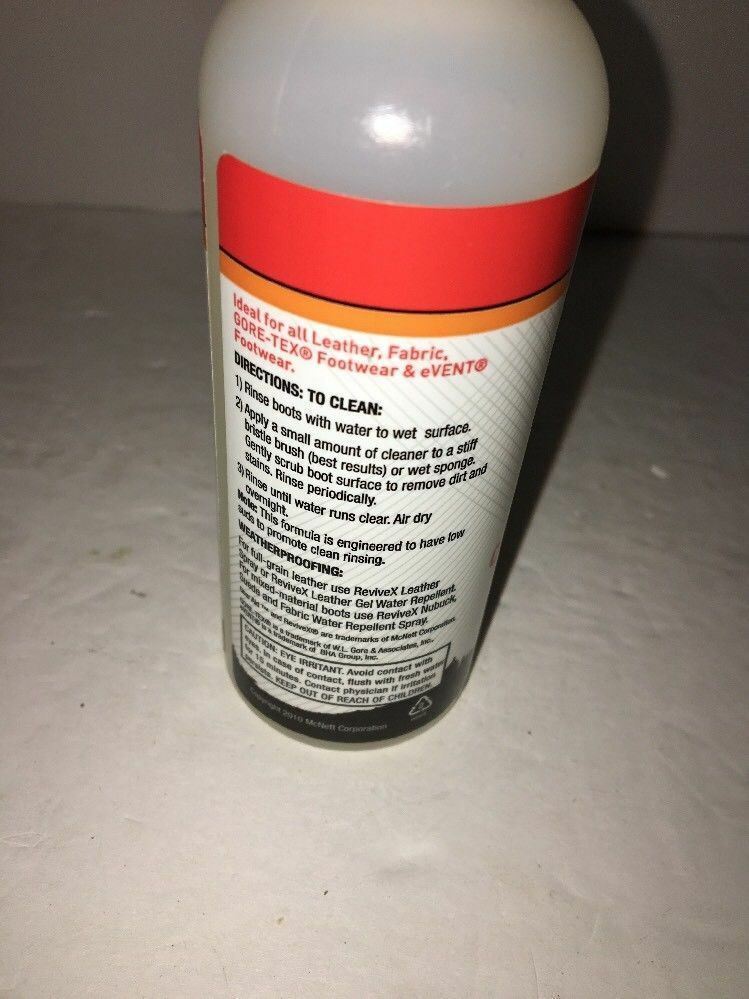 Ideal for all Leather, Fabric,
GORE-TEX® Footwear & eVENT®
Footwear.
DIRECTIONS: TO CLEAN:
1) Rinse boots with water to wet surface.
2) Apply a small amount of cleaner to a stiff
bristle brush (best results) or wet sponge.
Gently scrub boot surface to remove dirt and
stains. Rinse periodically.
3) Rinse until water runs clear. Air dry
overnight.
Note: This formula is engineered to have low
suds to promote clean rinsing.
WEATHERPROOFING:
For full-grain leather use ReviveX Leather
Spray or ReviveX Leather Gel Water Repellent.
For mixed-material boots use ReviveX Nubuck,
Suede and Fabric Water Repellent Spray.
and ReviveX® are trademarks of McNett Corporation.
is a trademark of W.L. Gore & Associates, Inc.,
is a trademark of BHA Group, Inc.
CAUTION: EYE IRRITANT. Avoid contact with
eyes. In case of contact, flush with fresh water
for 15 minutes. Contact physician if irritation
persists. KEEP OUT OF REACH OF CHILDREN.
Copyright 2010 McNett Corporation